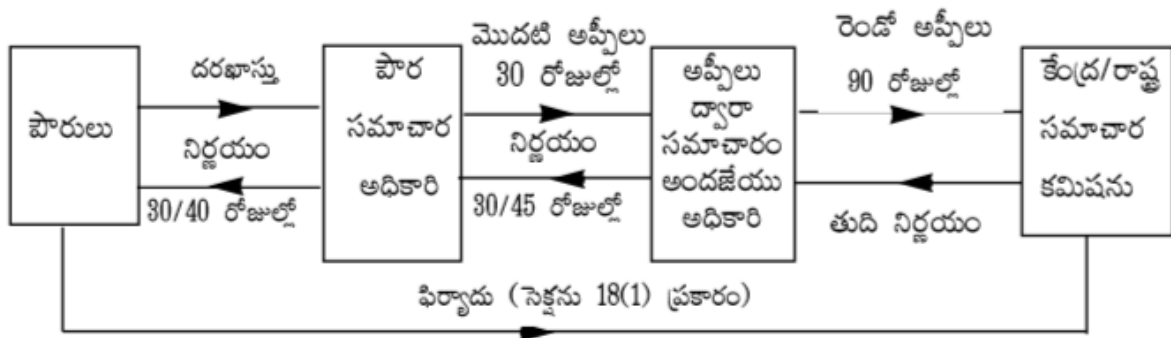 పౌరులు
దరఖాస్తు
నిర్ణయం
30/40 రోజుల్లో
పౌర
సమాచార
అధికారి
మొదటి అప్పీలు
30 రోజుల్లో
నిర్ణయం
30/45 రోజుల్లో
అప్పీలు
ద్వారా
సమాచారం
అందజేయు
అధికారి
రెండో అప్పీలు
90 రోజుల్లో
తుది నిర్ణయం
కేంద్ర/రాష్ట్ర
సమాచార
కమిషను
ఫిర్యాదు (సెక్షను 18(1) ప్రకారం)